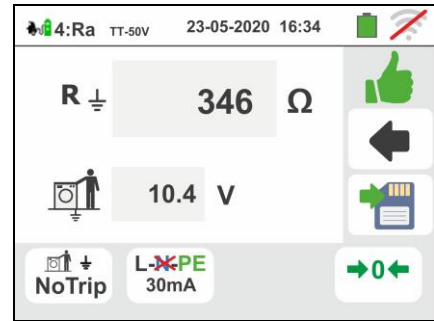 4:Ra TT-50V 23-05-2020 16:34
R 346 Ω
10.4 V
NoTrip L-N-PE 30mA →0←